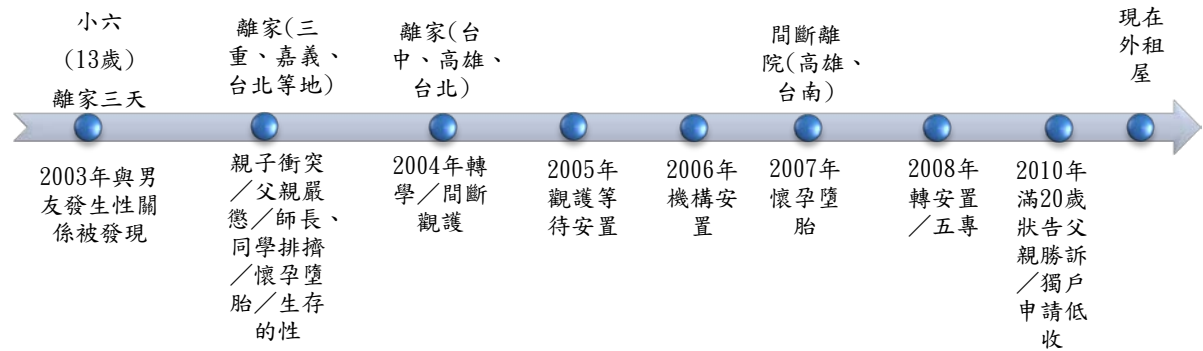 小六
(13歲)
離家三天
離家(三
重、嘉義、
台北等地)
離家(台
中、高雄、
台北)
間斷離
院(高雄、
台南)
現在
外租
屋
2003年與男
友發生性關
係被發現
親子衝突
／父親嚴
懲／師長、
同學排擠
／懷孕墮
胎／生存
的性
2004年轉
學／間斷
觀護
2005年
觀護等
待安置
2006年
機構安
置
2007年
懷孕墮
胎
2008年
轉安置
／五專
2010年
滿20歲
狀告父
親勝訴
／獨戶
申請低
收